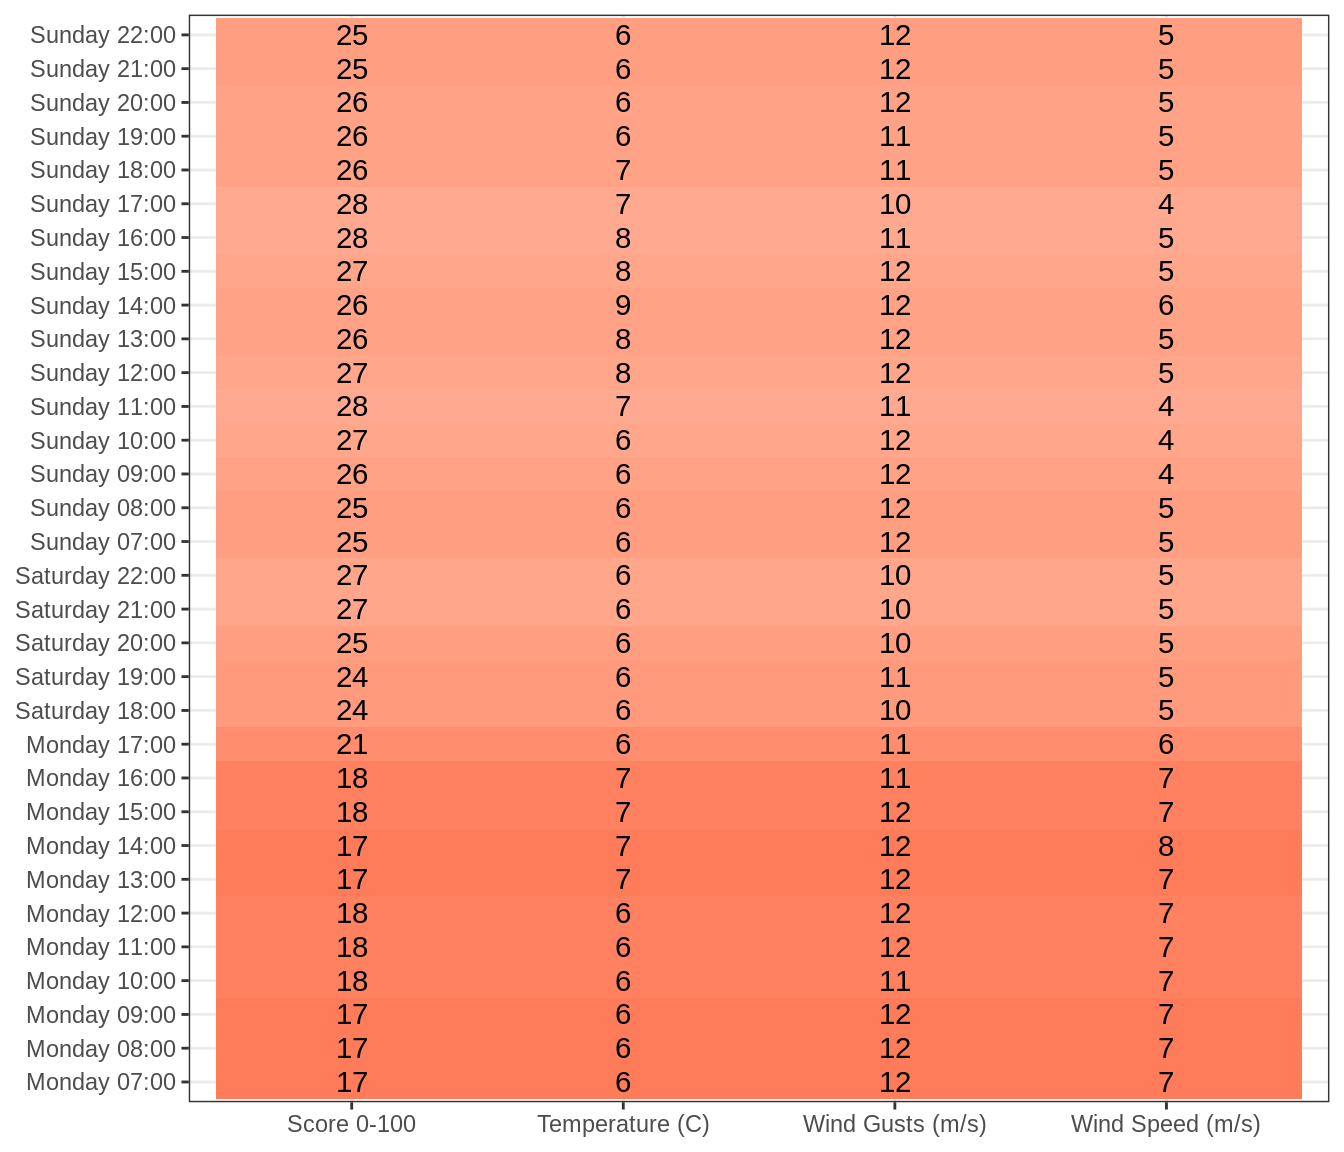 Sunday 22:00 25 6 12 5
Sunday 21:00 25 6 12 5
Sunday 20:00 26 6 12 5
Sunday 19:00 26 6 11 5
Sunday 18:00 26 7 11 5
Sunday 17:00 28 7 10 4
Sunday 16:00 28 8 11 5
Sunday 15:00 27 8 12 5
Sunday 14:00 26 9 12 6
Sunday 13:00 26 8 12 5
Sunday 12:00 27 8 12 5
Sunday 11:00 28 7 11 4
Sunday 10:00 27 6 12 4
Sunday 09:00 26 6 12 4
Sunday 08:00 25 6 12 5
Sunday 07:00 25 6 12 5
Saturday 22:00 27 6 10 5
Saturday 21:00 27 6 10 5
Saturday 20:00 25 6 10 5
Saturday 19:00 24 6 11 5
Saturday 18:00 24 6 10 5
Monday 17:00 21 6 11 6
Monday 16:00 18 7 11 7
Monday 15:00 18 7 12 7
Monday 14:00 17 7 12 8
Monday 13:00 17 7 12 7
Monday 12:00 18 6 12 7
Monday 11:00 18 6 12 7
Monday 10:00 18 6 11 7
Monday 09:00 17 6 12 7
Monday 08:00 17 6 12 7
Monday 07:00 17 6 12 7
Score 0-100 Temperature (C) Wind Gusts (m/s) Wind Speed (m/s)